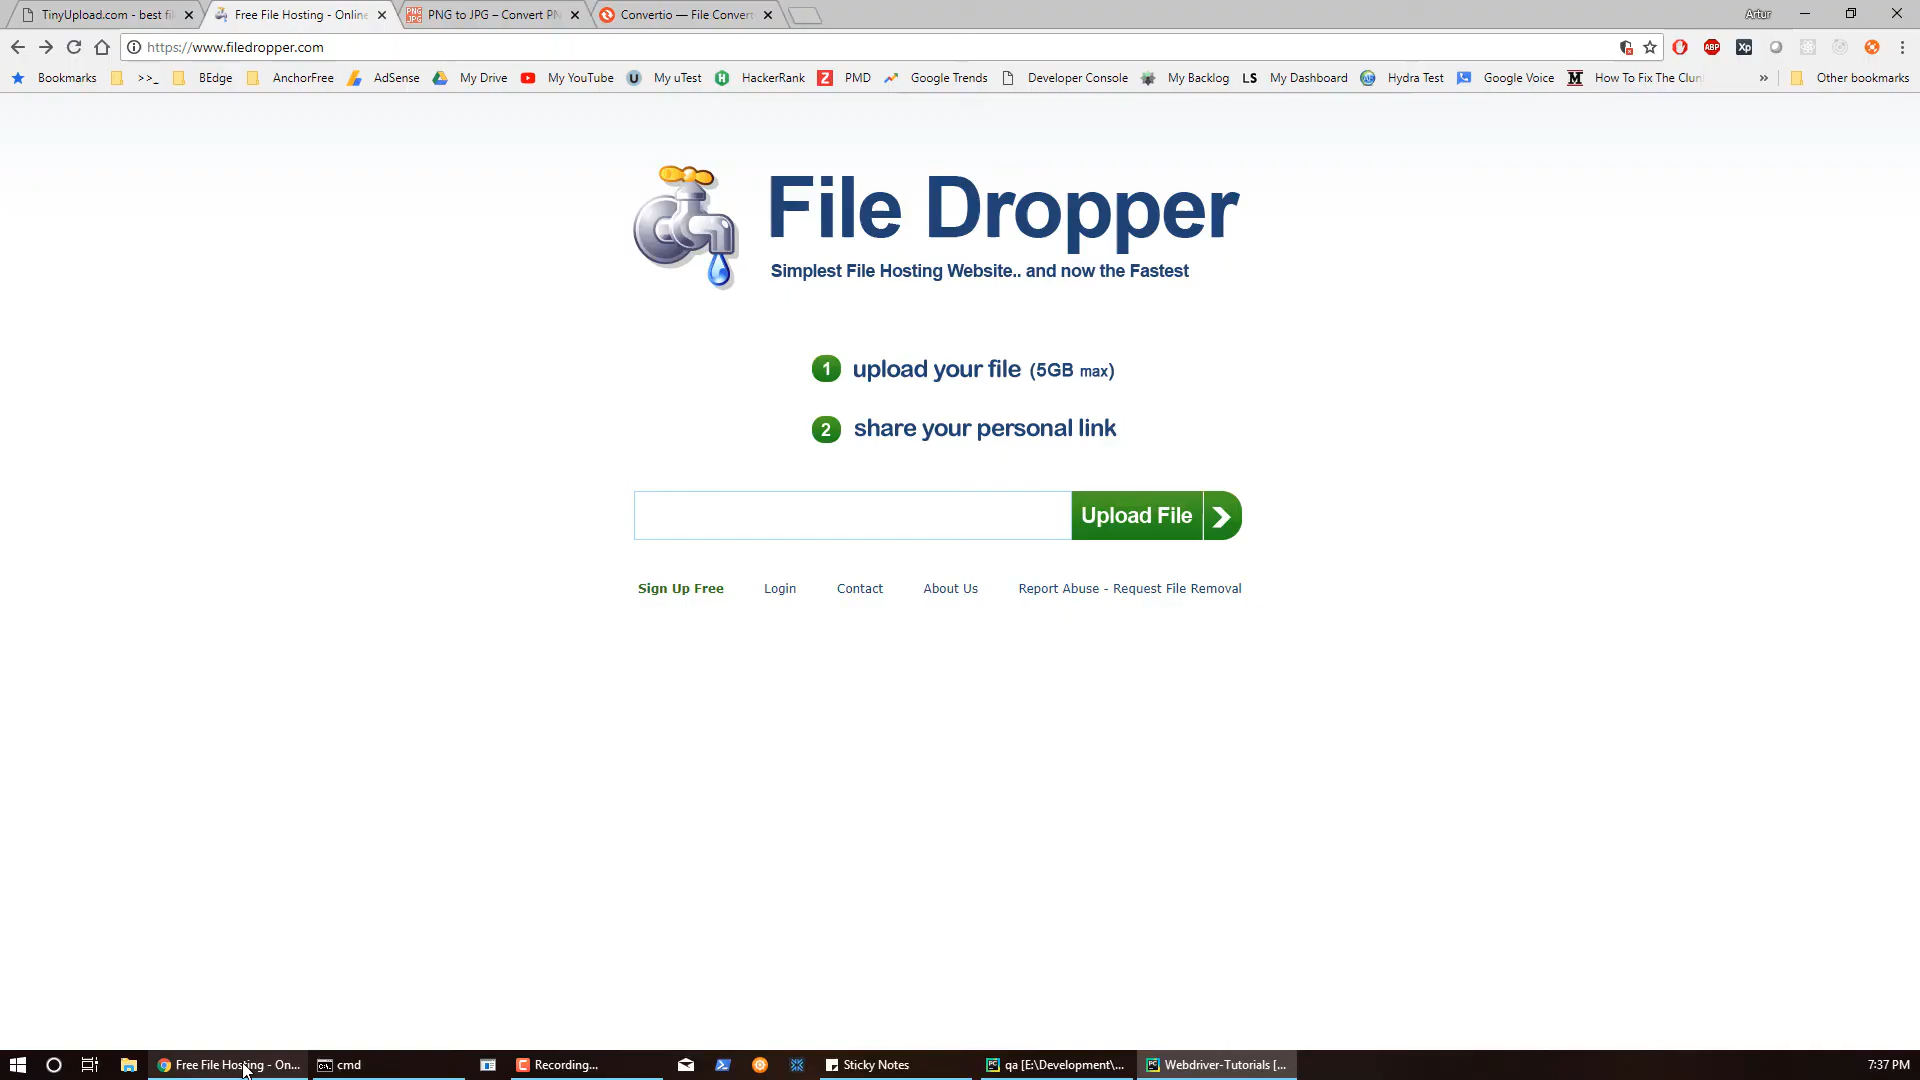 TinyUpload.com - best fi
Free File Hosting - Online
PNG to JPG – Convert PN
Convertio — File Convert
Artur
https://www.filedropper.com
ABP
Xp
Bookmarks
>>_
BEdge
AnchorFree
AdSense
My Drive
My YouTube
U
My uTest
H
HackerRank
Z
PMD
Google Trends
Developer Console
My Backlog
LS
My Dashboard
Hydra Test
Google Voice
M
How To Fix The Clun
»
Other bookmarks
File Dropper
Simplest File Hosting Website.. and now the Fastest
1 upload your file (5GB max)
2 share your personal link
Upload File
Sign Up Free
Login
Contact
About Us
Report Abuse - Request File Removal
Free File Hosting - On...
cmd
Recording...
Sticky Notes
qa [E:\Development\...
Webdriver-Tutorials [...
7:37 PM